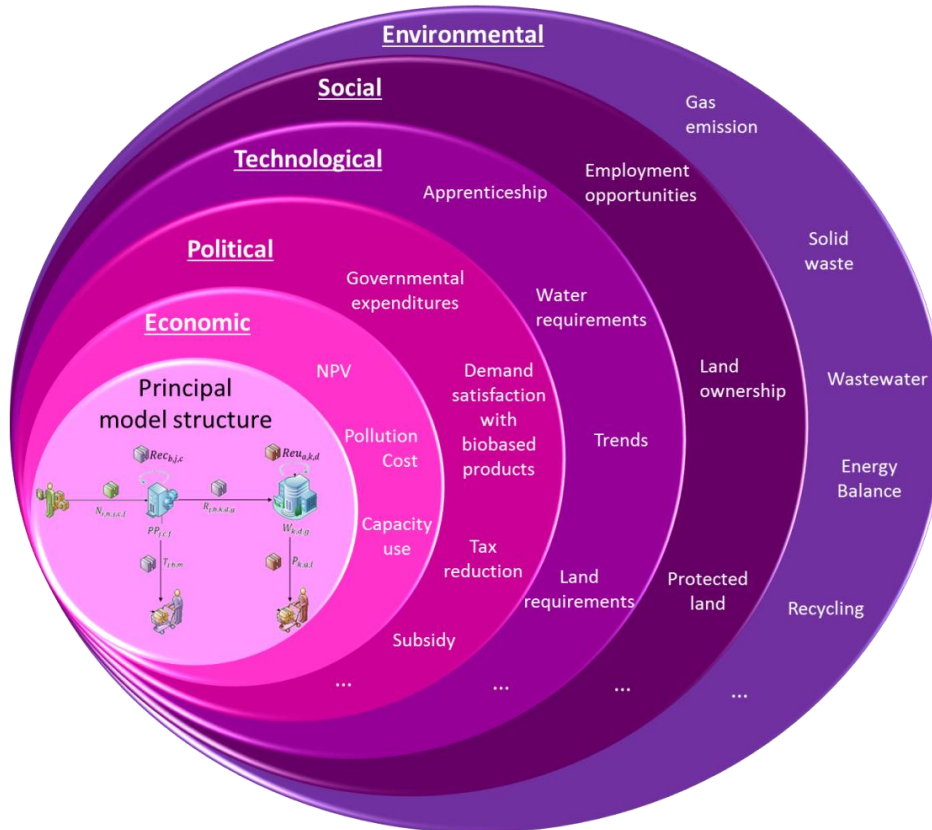 Environmental
Social
Technological
Political
Economic
Principal
model structure
Gas
emission
Solid
waste
Wastewater
Energy
Balance
Recycling
...
Employment
opportunities
Land
ownership
Protected
land
...
Apprenticeship
Water
requirements
Trends
Land
requirements
...
Governmental
expenditures
Demand
satisfaction
with
biobased
products
Tax
reduction
Subsidy
...
NPV
Pollution
Cost
Capacity
use
Rec b,j,c
Reu a,k,d
W k,d,g